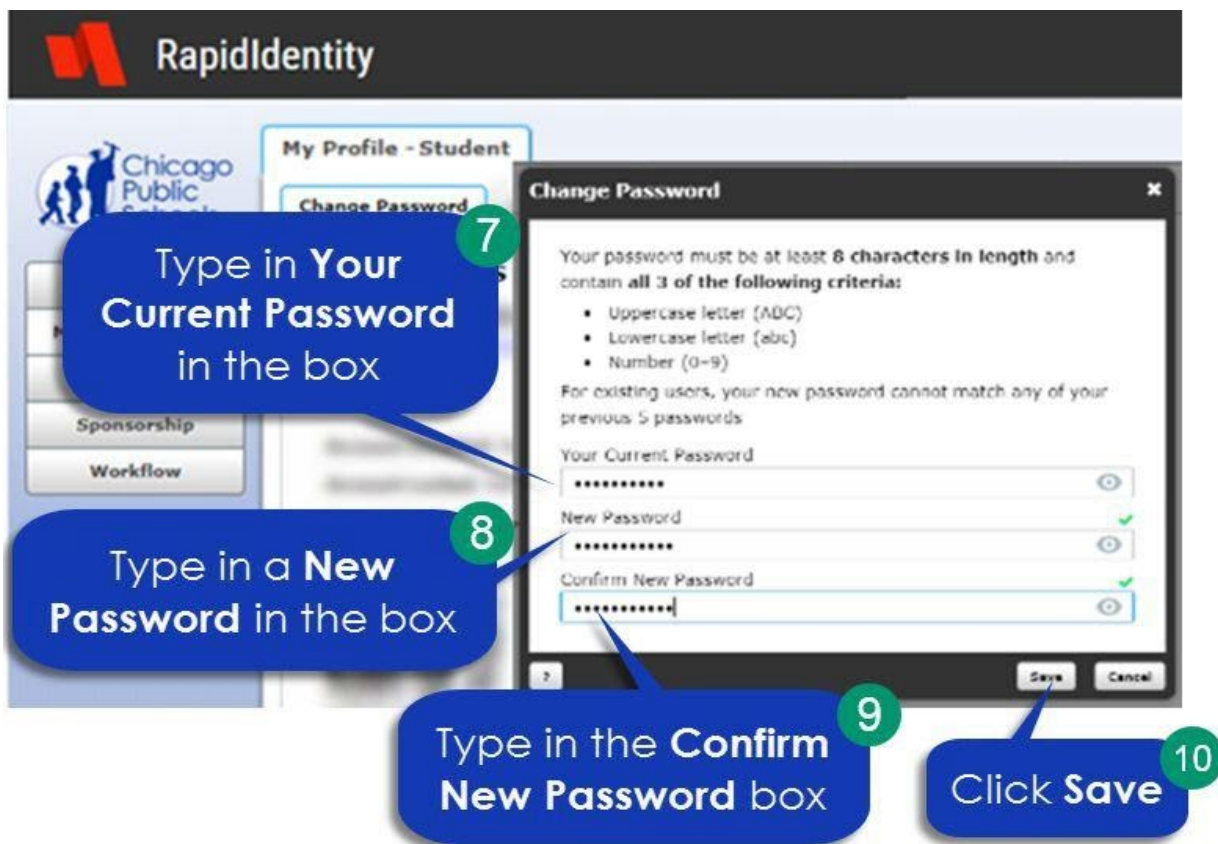 RapidIdentity
Chicago
Public
Schools
My Profile - Student
Change Password
Sponsorship
Workflow
7
Type in Your
Current Password
in the box
8
Type in a New
Password in the box
Change Password
Your password must be at least 8 characters in length and
contain all 3 of the following criteria:
• Uppercase letter (ABC)
• Lowercase letter (abc)
• Number (0-9)
For existing users, your new password cannot match any of your
previous 5 passwords
Your Current Password
••••••••••
New Password
•••••••••••
Confirm New Password
•••••••••••
?
Save
Cancel
9
Type in the Confirm
New Password box
10
Click Save